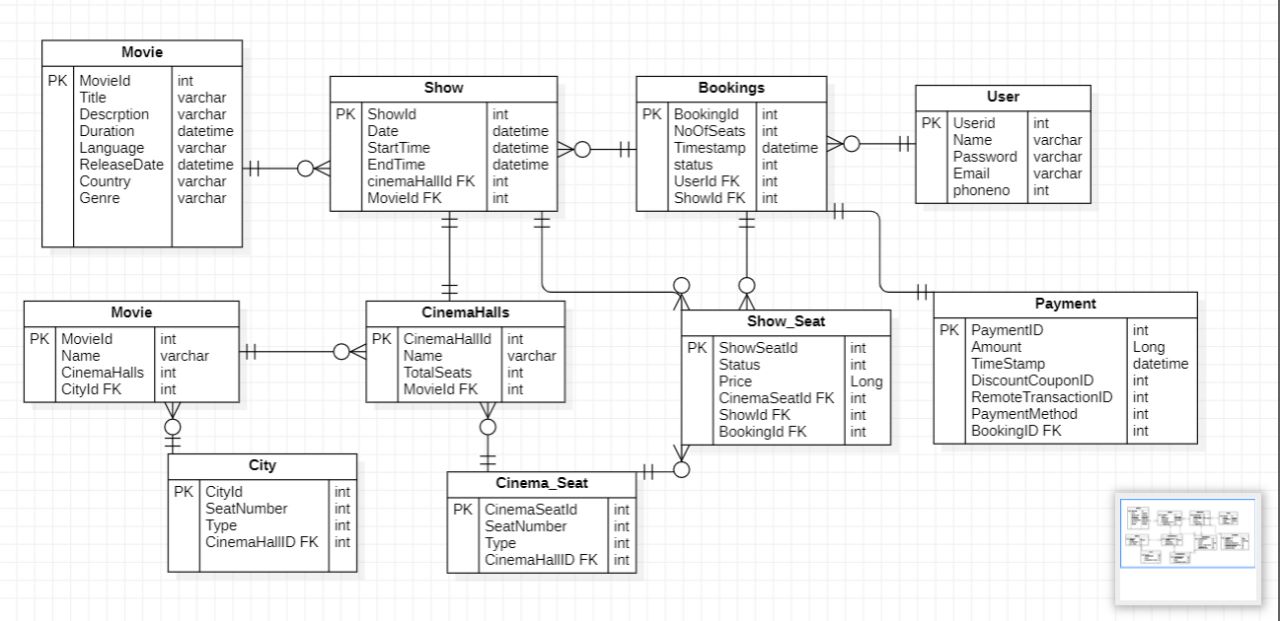 Movie
PK MovieId int
Title varchar
Descrption varchar
Duration datetime
Language varchar
ReleaseDate datetime
Country varchar
Genre varchar
Show
PK ShowId int
Date datetime
StartTime datetime
EndTime datetime
cinemaHallId FK int
MovieId FK int
Bookings
PK BookingId int
NoOfSeats int
Timestamp datetime
status int
UserId FK int
ShowId FK int
User
PK Userid int
Name varchar
Password varchar
Email varchar
phoneno int
Movie
PK MovieId int
Name varchar
CinemaHalls int
CityId FK int
CinemaHalls
PK CinemaHallId int
Name varchar
TotalSeats int
MovieId FK int
Show_Seat
PK ShowSeatId int
Status int
Price Long
CinemaSeatId FK int
ShowId FK int
BookingId FK int
Payment
PK PaymentID int
Amount Long
TimeStamp datetime
DiscountCouponID int
RemoteTransactionID int
PaymentMethod int
BookingID FK int
City
PK CityId int
SeatNumber int
Type int
CinemaHallID FK int
Cinema_Seat
PK CinemaSeatId int
SeatNumber int
Type int
CinemaHallID FK int